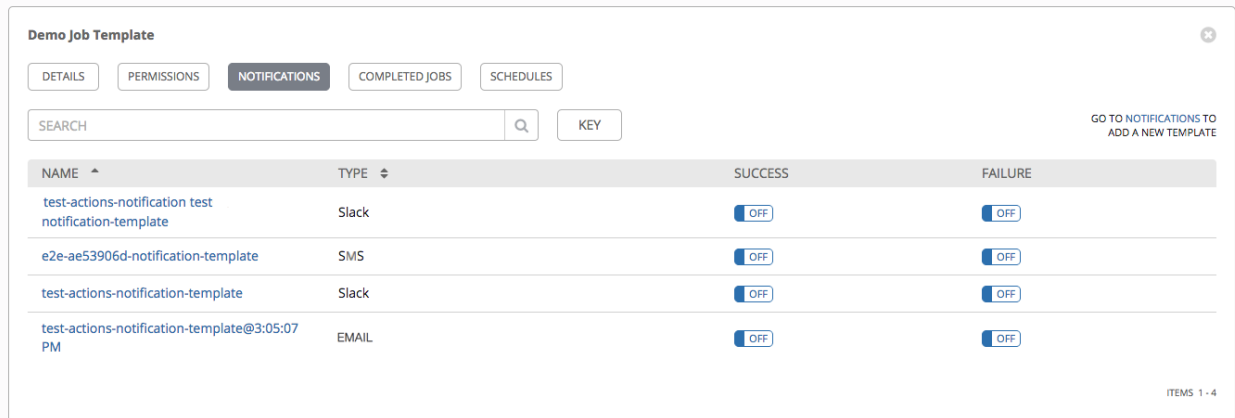 Demo Job Template
DETAILS
PERMISSIONS
NOTIFICATIONS
COMPLETED JOBS
SCHEDULES
SEARCH
KEY
GO TO NOTIFICATIONS TO
ADD A NEW TEMPLATE
NAME TYPE SUCCESS FAILURE
test-actions-notification test
notification-template
Slack OFF OFF
e2e-ae53906d-notification-template SMS OFF OFF
test-actions-notification-template Slack OFF OFF
test-actions-notification-template@3:05:07
PM
EMAIL OFF OFF
ITEMS 1 - 4